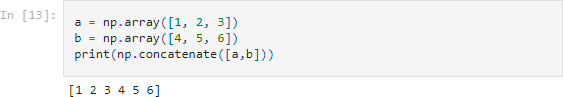 In [13]:
a = np.array([1, 2, 3])
b = np.array([4, 5, 6])
print(np.concatenate([a,b]))
[1 2 3 4 5 6]